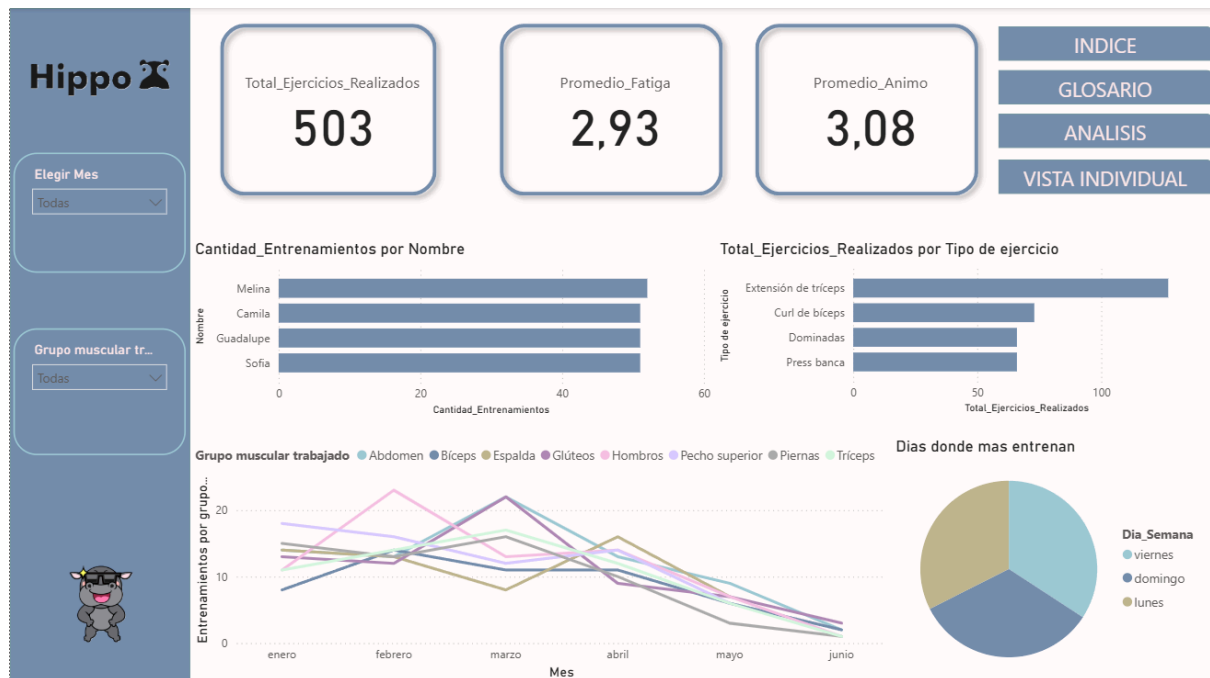 Hippo
Elegir Mes
Todas
Grupo muscular tr...
Todas
Total_Ejercicios_Realizados
503
Promedio_Fatiga
2,93
Promedio_Animo
3,08
INDICE
GLOSARIO
ANALISIS
VISTA INDIVIDUAL
Cantidad_Entrenamientos por Nombre
Nombre
Melina
Camila
Guadalupe
Sofia
0 20 40 60
Cantidad_Entrenamientos
Total_Ejercicios_Realizados por Tipo de ejercicio
Tipo de ejercicio
Extensión de tríceps
Curl de bíceps
Dominadas
Press banca
0 50 100
Total_Ejercicios_Realizados
Grupo muscular trabajado Abdomen Bíceps Espalda Glúteos Hombros Pecho superior Piernas Tríceps
Entrenamientos por grupo...
20
10
0
enero febrero marzo abril mayo junio
Mes
Dias donde mas entrenan
Dia_Semana
viernes
domingo
lunes